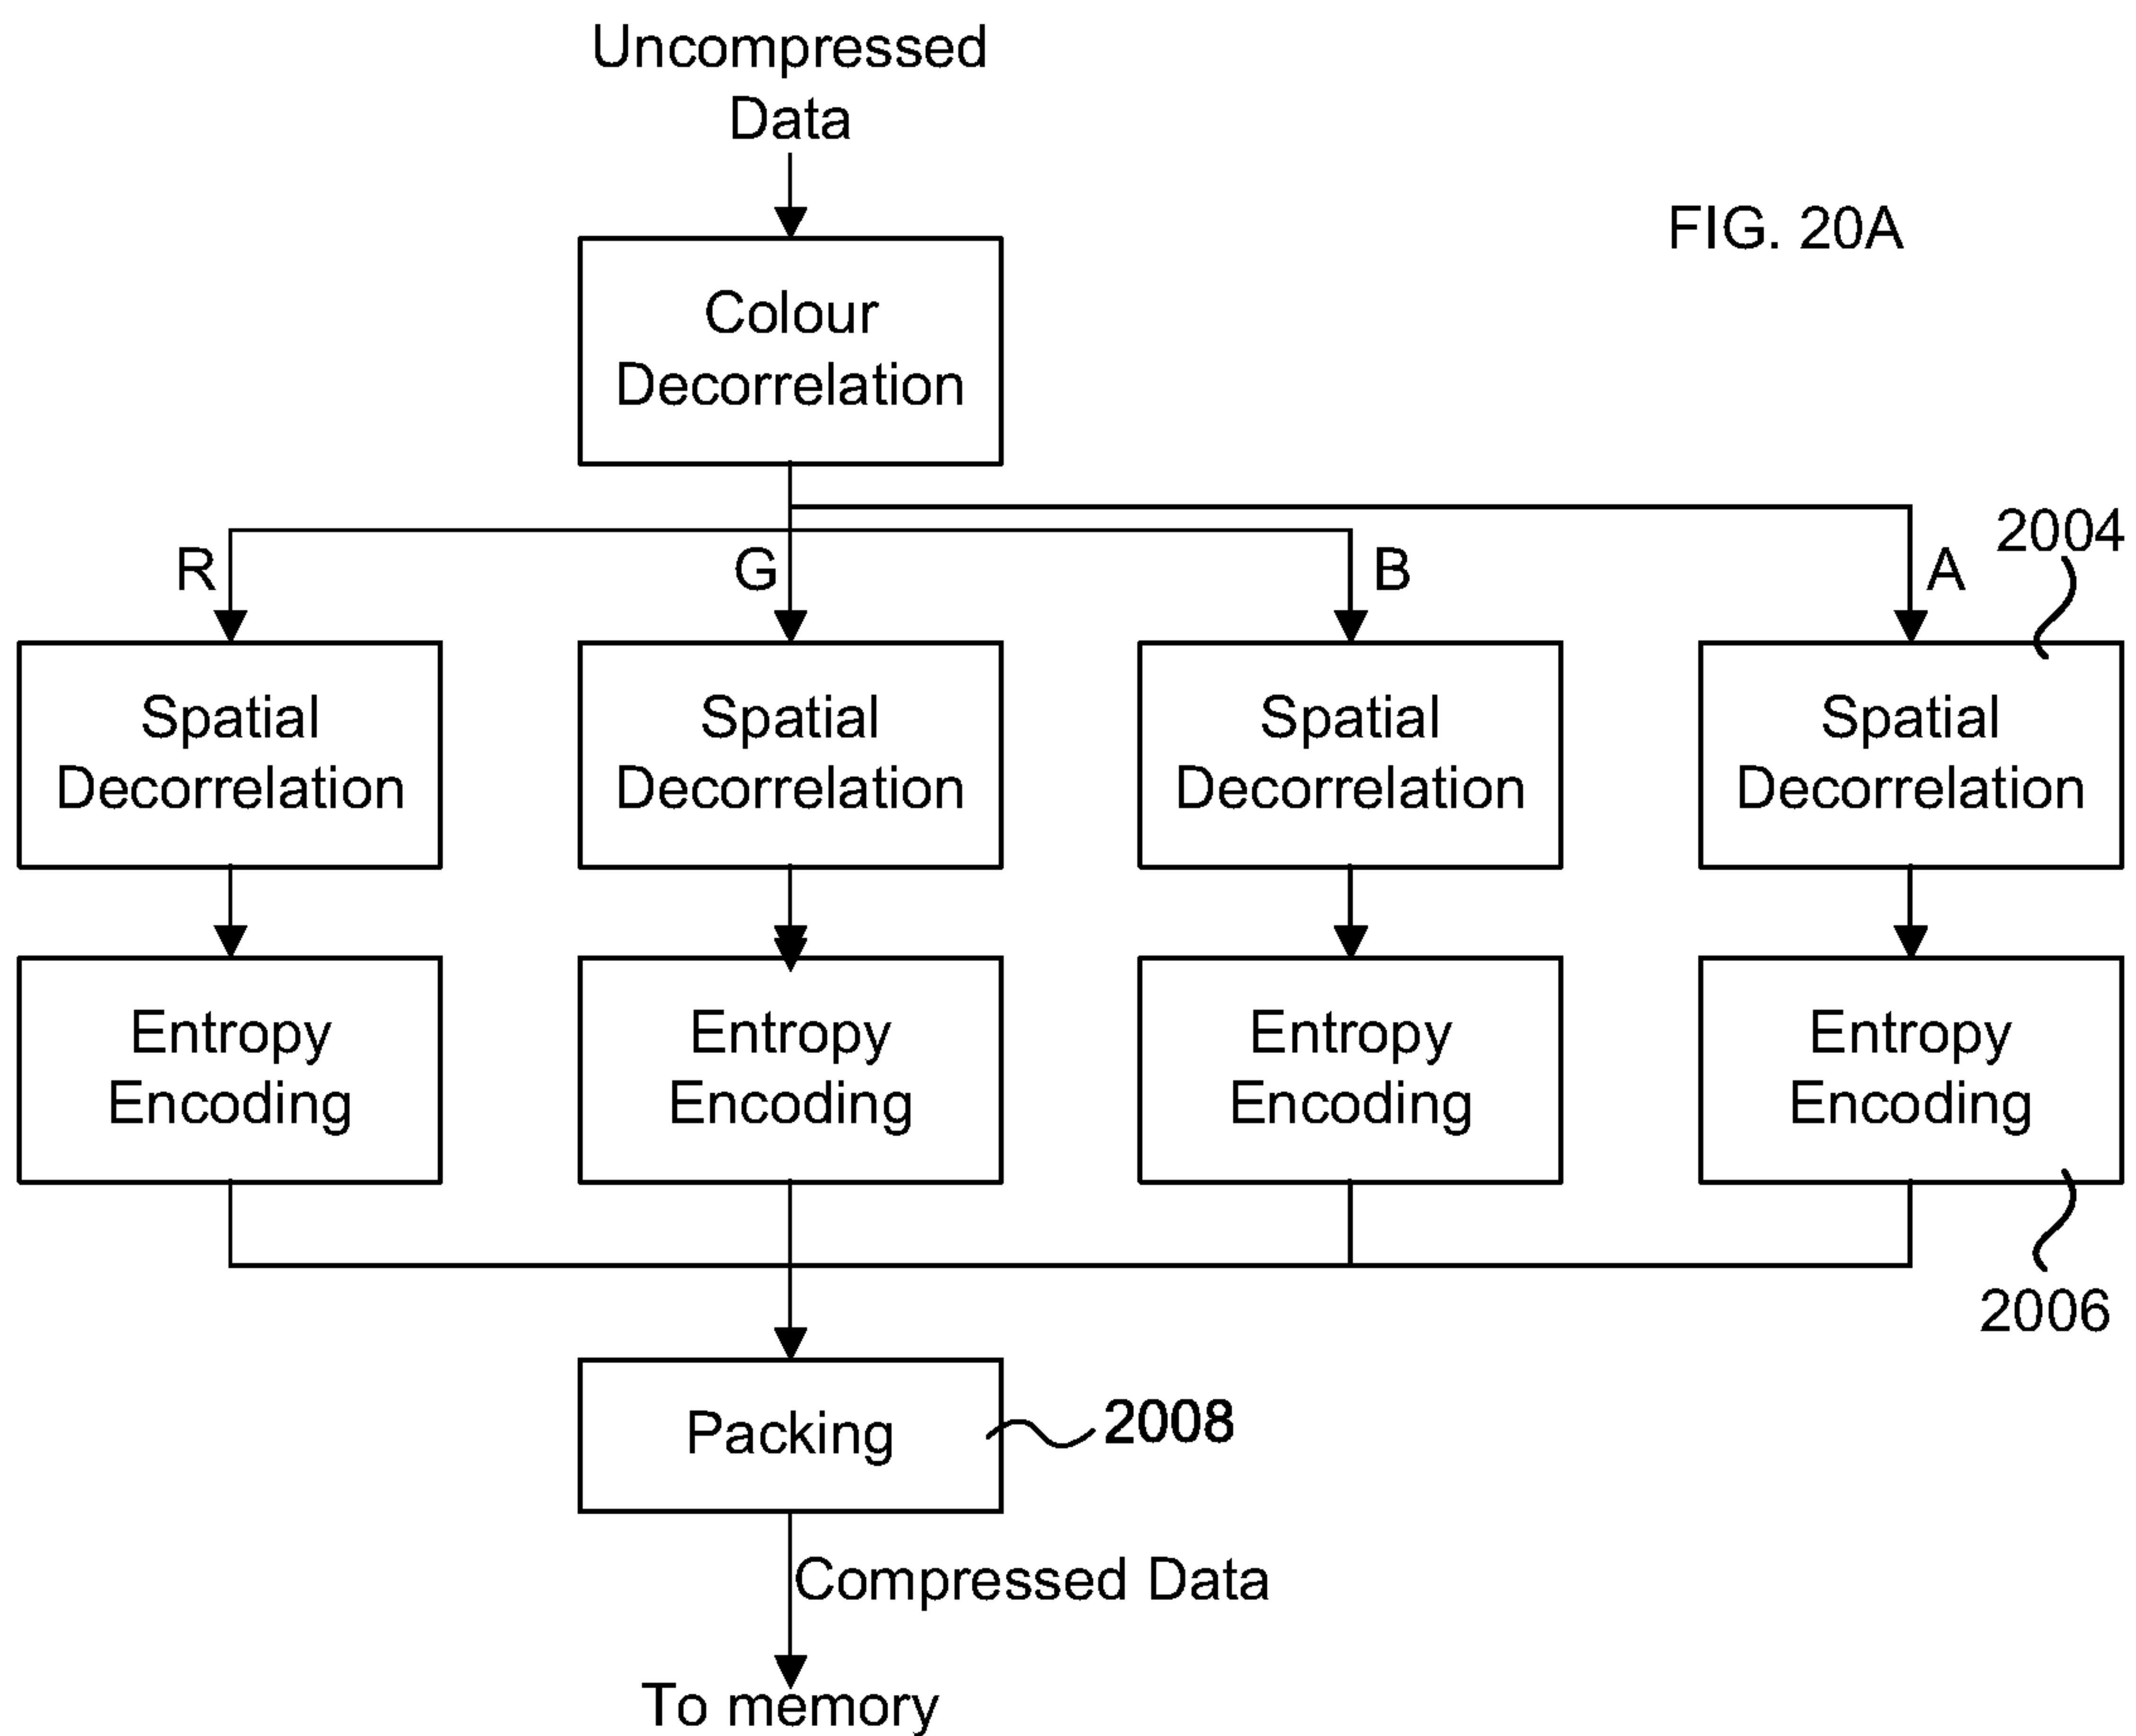 Uncompressed
Data
FIG. 20A
Colour
Decorrelation
2004
R
G
B
A
Spatial
Decorrelation
Spatial
Decorrelation
Spatial
Decorrelation
Spatial
Decorrelation
Entropy
Encoding
Entropy
Encoding
Entropy
Encoding
Entropy
Encoding
2006
Packing
2008
Compressed Data
To memory